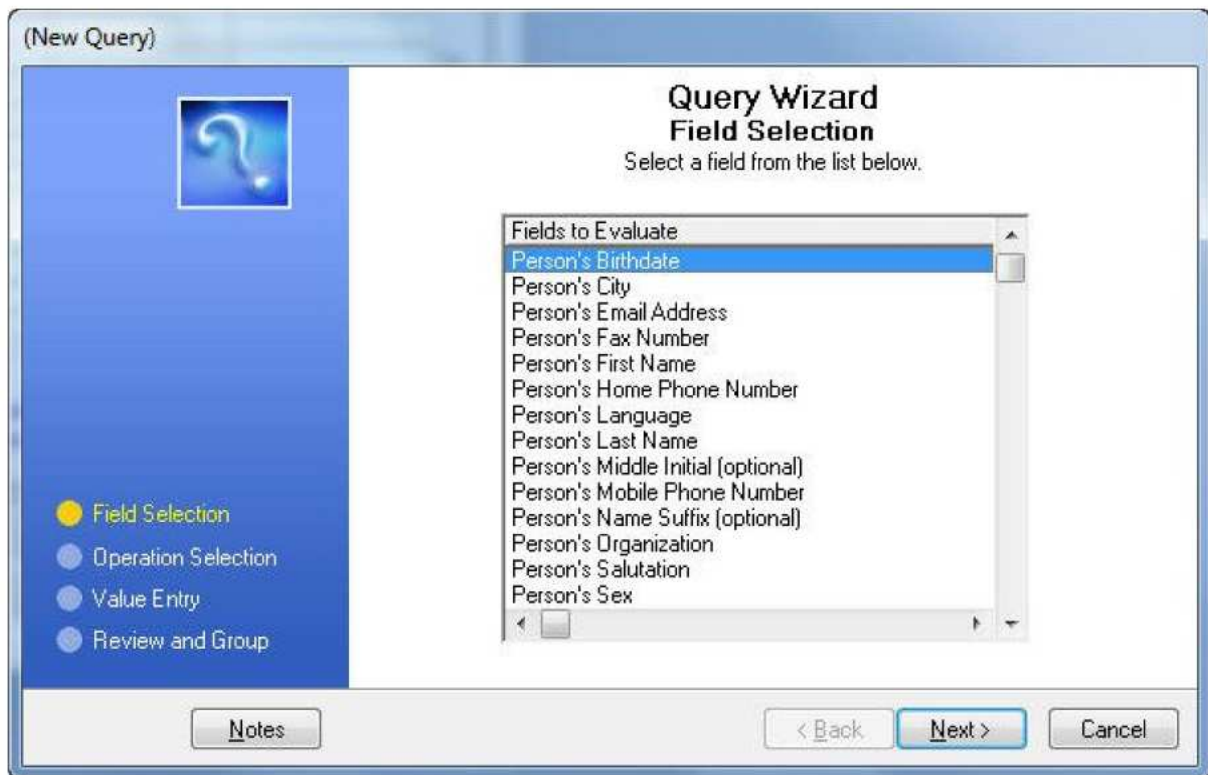 (New Query)
Query Wizard
Field Selection
Select a field from the list below.
Fields to Evaluate
Person's Birthdate
Person's City
Person's Email Address
Person's Fax Number
Person's First Name
Person's Home Phone Number
Person's Language
Person's Last Name
Person's Middle Initial (optional)
Person's Mobile Phone Number
Person's Name Suffix (optional)
Person's Organization
Person's Salutation
Person's Sex
Field Selection
Operation Selection
Value Entry
Review and Group
Notes
< Back
Next >
Cancel